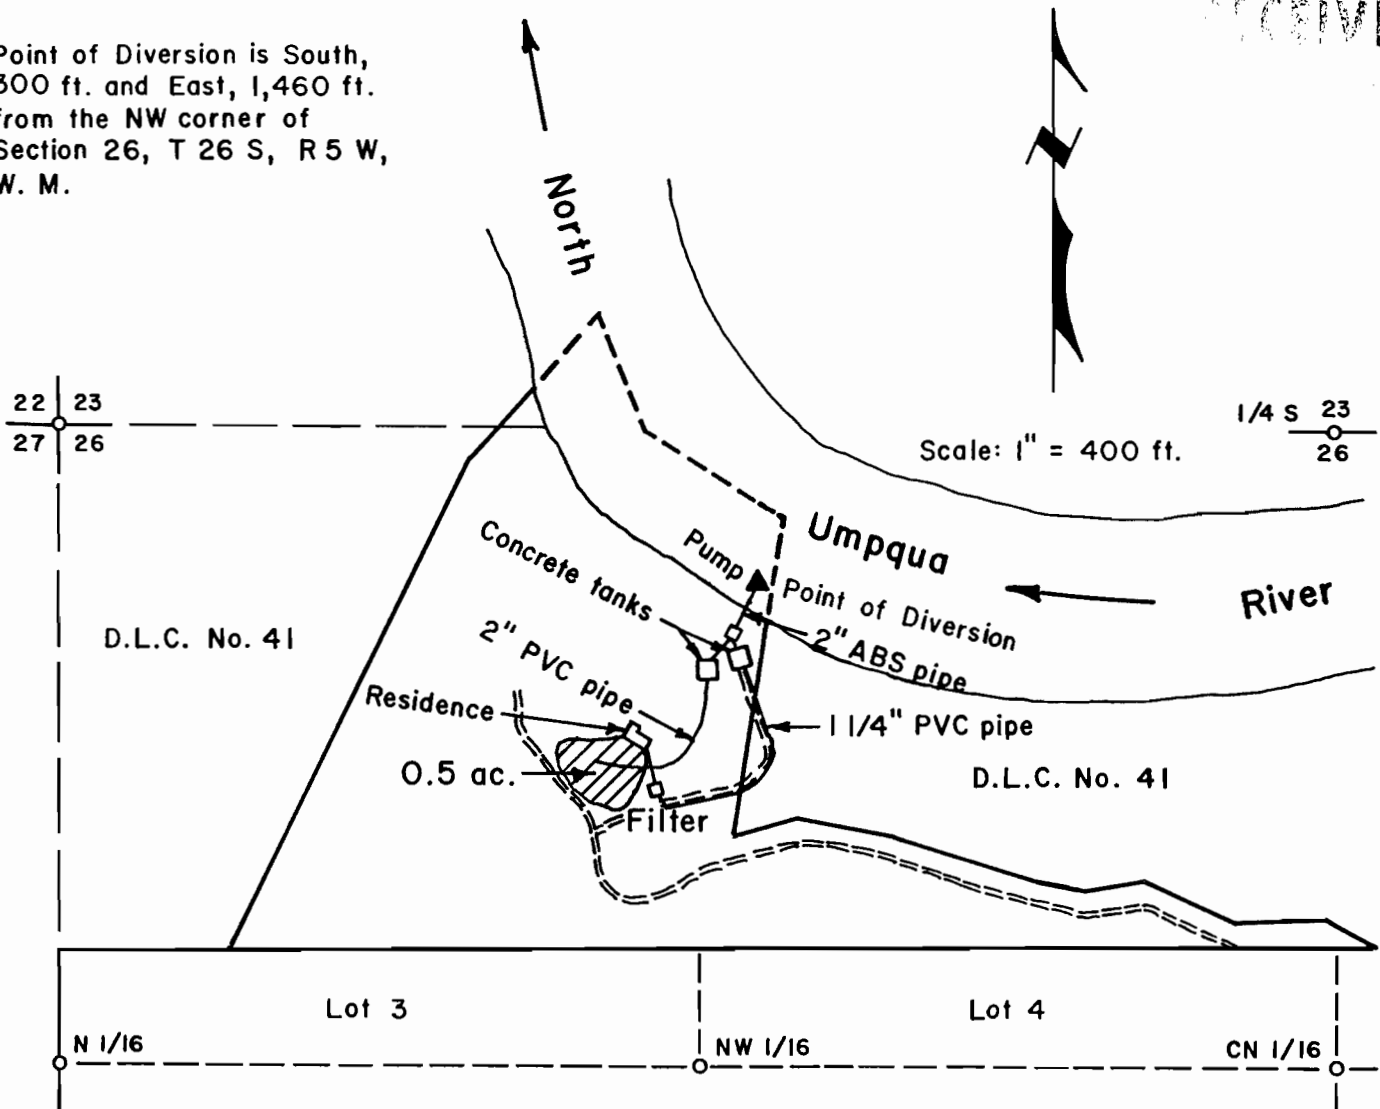 Point of Diversion is South,
300 ft. and East, 1,460 ft.
from the NW corner of
Section 26, T 26 S, R 5 W,
W. M.
North
22 23
27 26
1/4 S 23
26
Scale: 1" = 400 ft.
Umpqua
River
Pump
Point of Diversion
Concrete tanks
2" ABS pipe
2" PVC pipe
D.L.C. No. 41
Residence
1 1/4" PVC pipe
0.5 ac.
D.L.C. No. 41
Filter
Lot 3
Lot 4
N 1/16
NW 1/16
CN 1/16